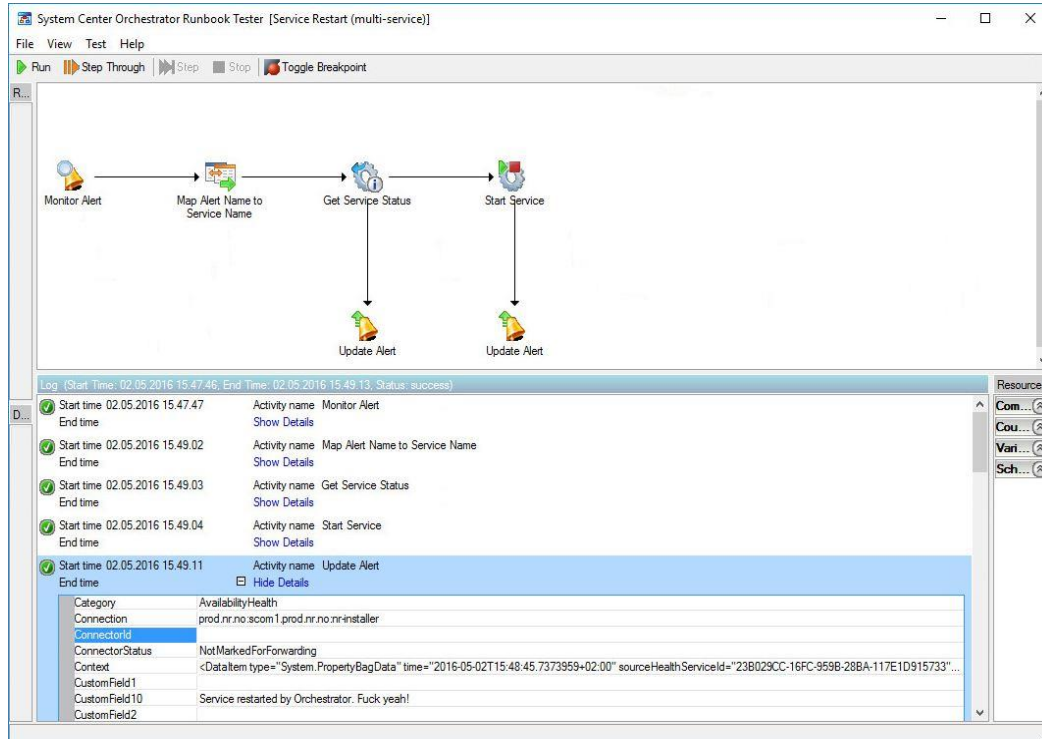 System Center Orchestrator Runbook Tester [Service Restart (multi-service)]
File View Test Help
Run Step Through Step Stop Toggle Breakpoint
R...
Monitor Alert
Map Alert Name to
Service Name
Get Service Status
Start Service
Update Alert
Update Alert
Log (Start Time: 02.05.2016 15.47.46, End Time: 02.05.2016 15.49.13, Status: success)
Resource
D...
Com...
Cou...
Vari...
Sch...
Start time 02.05.2016 15.47.47 Activity name Monitor Alert
End time Show Details
Start time 02.05.2016 15.49.02 Activity name Map Alert Name to Service Name
End time Show Details
Start time 02.05.2016 15.49.03 Activity name Get Service Status
End time Show Details
Start time 02.05.2016 15.49.04 Activity name Start Service
End time Show Details
Start time 02.05.2016 15.49.11 Activity name Update Alert
End time Hide Details
Category AvailabilityHealth
Connection prod.nr.no:scom1.prod.nr.no:nr-installer
ConnectorId
ConnectorStatus NotMarkedForForwarding
Context <DataItem type="System.PropertyBagData" time="2016-05-02T15:48:45.7373959+02:00" sourceHealthServiceId="23B029CC-16FC-959B-28BA-117E1D915733"...
CustomField1
CustomField10 Service restarted by Orchestrator. Fuck yeah!
CustomField2